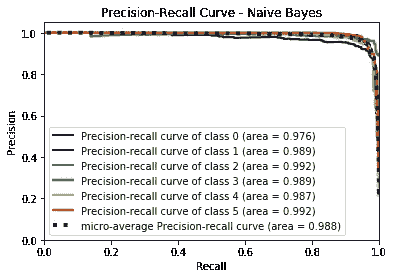 Precision-Recall Curve - Naive Bayes
1.0
0.8
0.6
0.4
0.2
0.0
Precision
Precision-recall curve of class 0 (area = 0.976)
Precision-recall curve of class 1 (area = 0.989)
Precision-recall curve of class 2 (area = 0.992)
Precision-recall curve of class 3 (area = 0.989)
Precision-recall curve of class 4 (area = 0.987)
Precision-recall curve of class 5 (area = 0.992)
micro-average Precision-recall curve (area = 0.988)
0.0 0.2 0.4 0.6 0.8 1.0
Recall